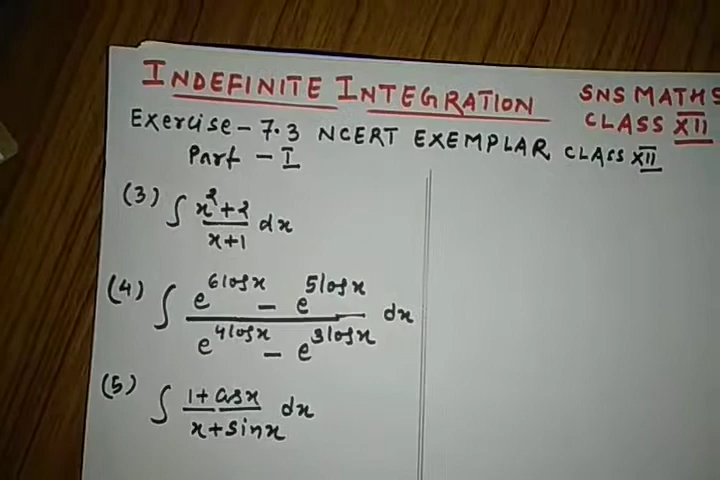 INDEFINITE INTEGRATION SNS MATHS
CLASS XII
Exercise - 7.3 NCERT EXEMPLAR CLASS XII
Part - I
(3) ∫ (x²+2)/(x+1) dx
(4) ∫ (e^(6logx) - e^(5logx))/(e^(4logx) - e^(3logx)) dx
(5) ∫ (1+cosx)/(x+sinx) dx